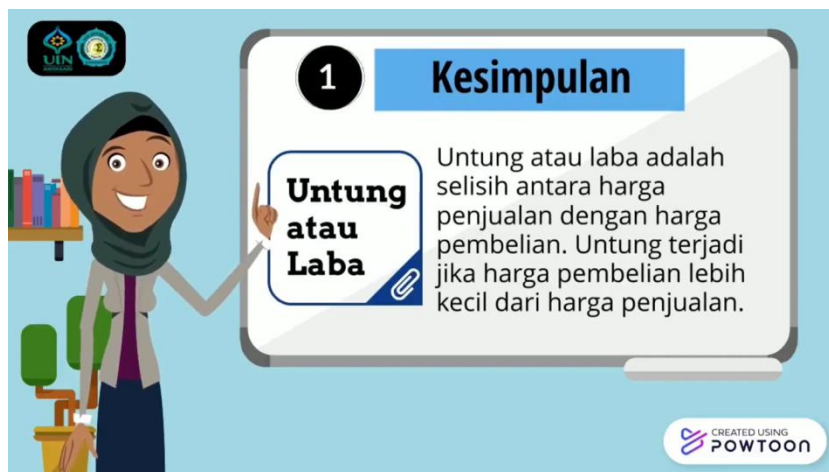 UIN
ANTASARI
1
Kesimpulan
Untung
atau
Laba
Untung atau laba adalah
selisih antara harga
penjualan dengan harga
pembelian. Untung terjadi
jika harga pembelian lebih
kecil dari harga penjualan.
CREATED USING
POWTOON